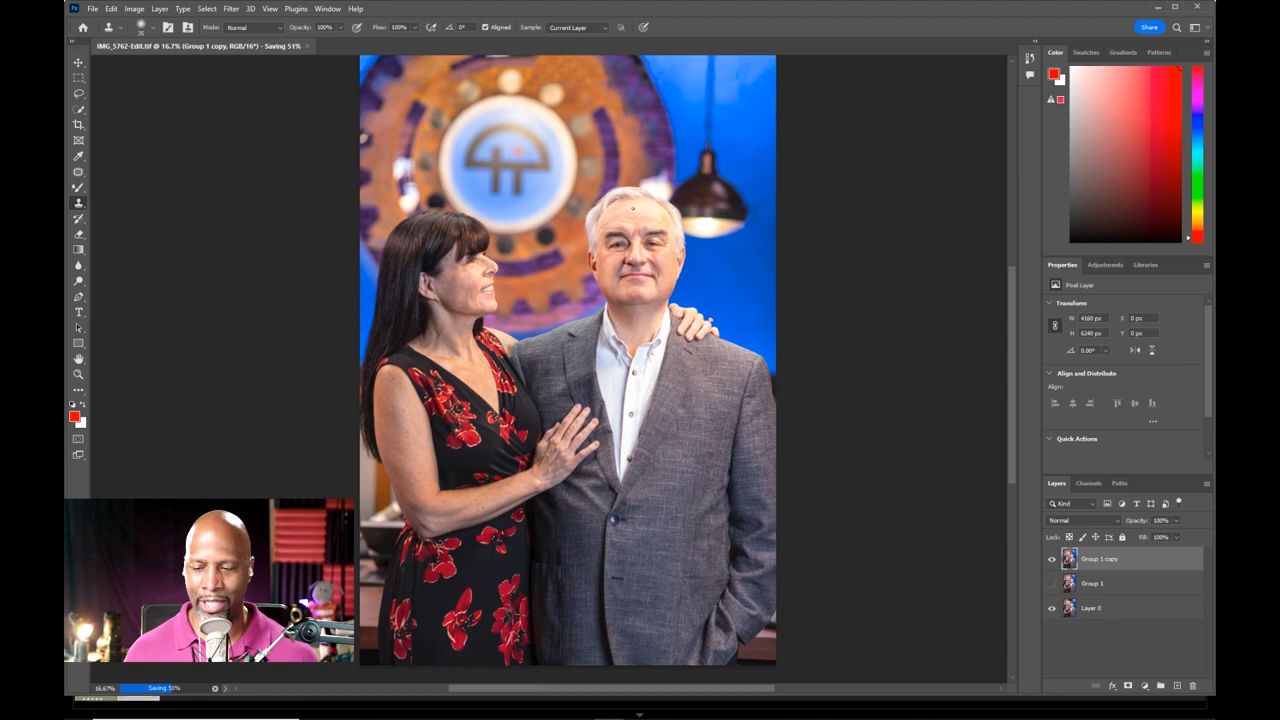 Ps File Edit Image Layer Type Select Filter 3D View Plugins Window Help
25 Mode: Normal Opacity: 100% Flow: 100% 0° Aligned Sample: Current Layer Share
IMG_5762-Edit.tif @ 16.7% (Group 1 copy, RGB/16*) - Saving 51% ×
Color Swatches Gradients Patterns
Properties Adjustments Libraries
Pixel Layer
Transform
W 4160 px X 0 px
H 6240 px Y 0 px
0.00°
Align and Distribute
Align:
Quick Actions
Layers Channels Paths
Kind
Normal Opacity: 100%
Lock: Fill: 100%
Group 1 copy
Group 1
Layer 0
16.67% Saving 51%